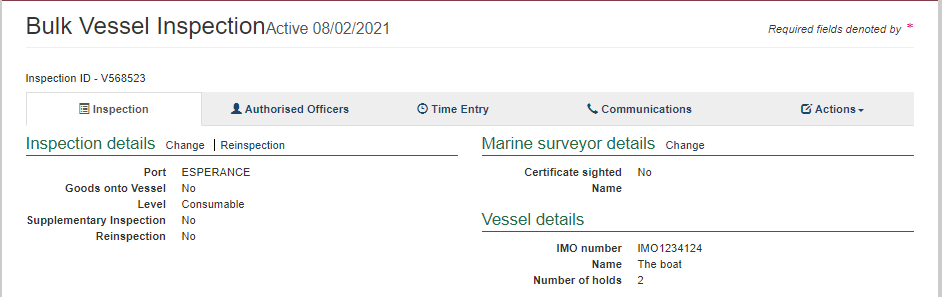 Bulk Vessel Inspection Active 08/02/2021
Required fields denoted by *
Inspection ID - V568523
Inspection
Authorised Officers
Time Entry
Communications
Actions
Inspection details Change | Reinspection
Port ESPERANCE
Goods onto Vessel No
Level Consumable
Supplementary Inspection No
Reinspection No
Marine surveyor details Change
Certificate sighted No
Name
Vessel details
IMO number IMO1234124
Name The boat
Number of holds 2